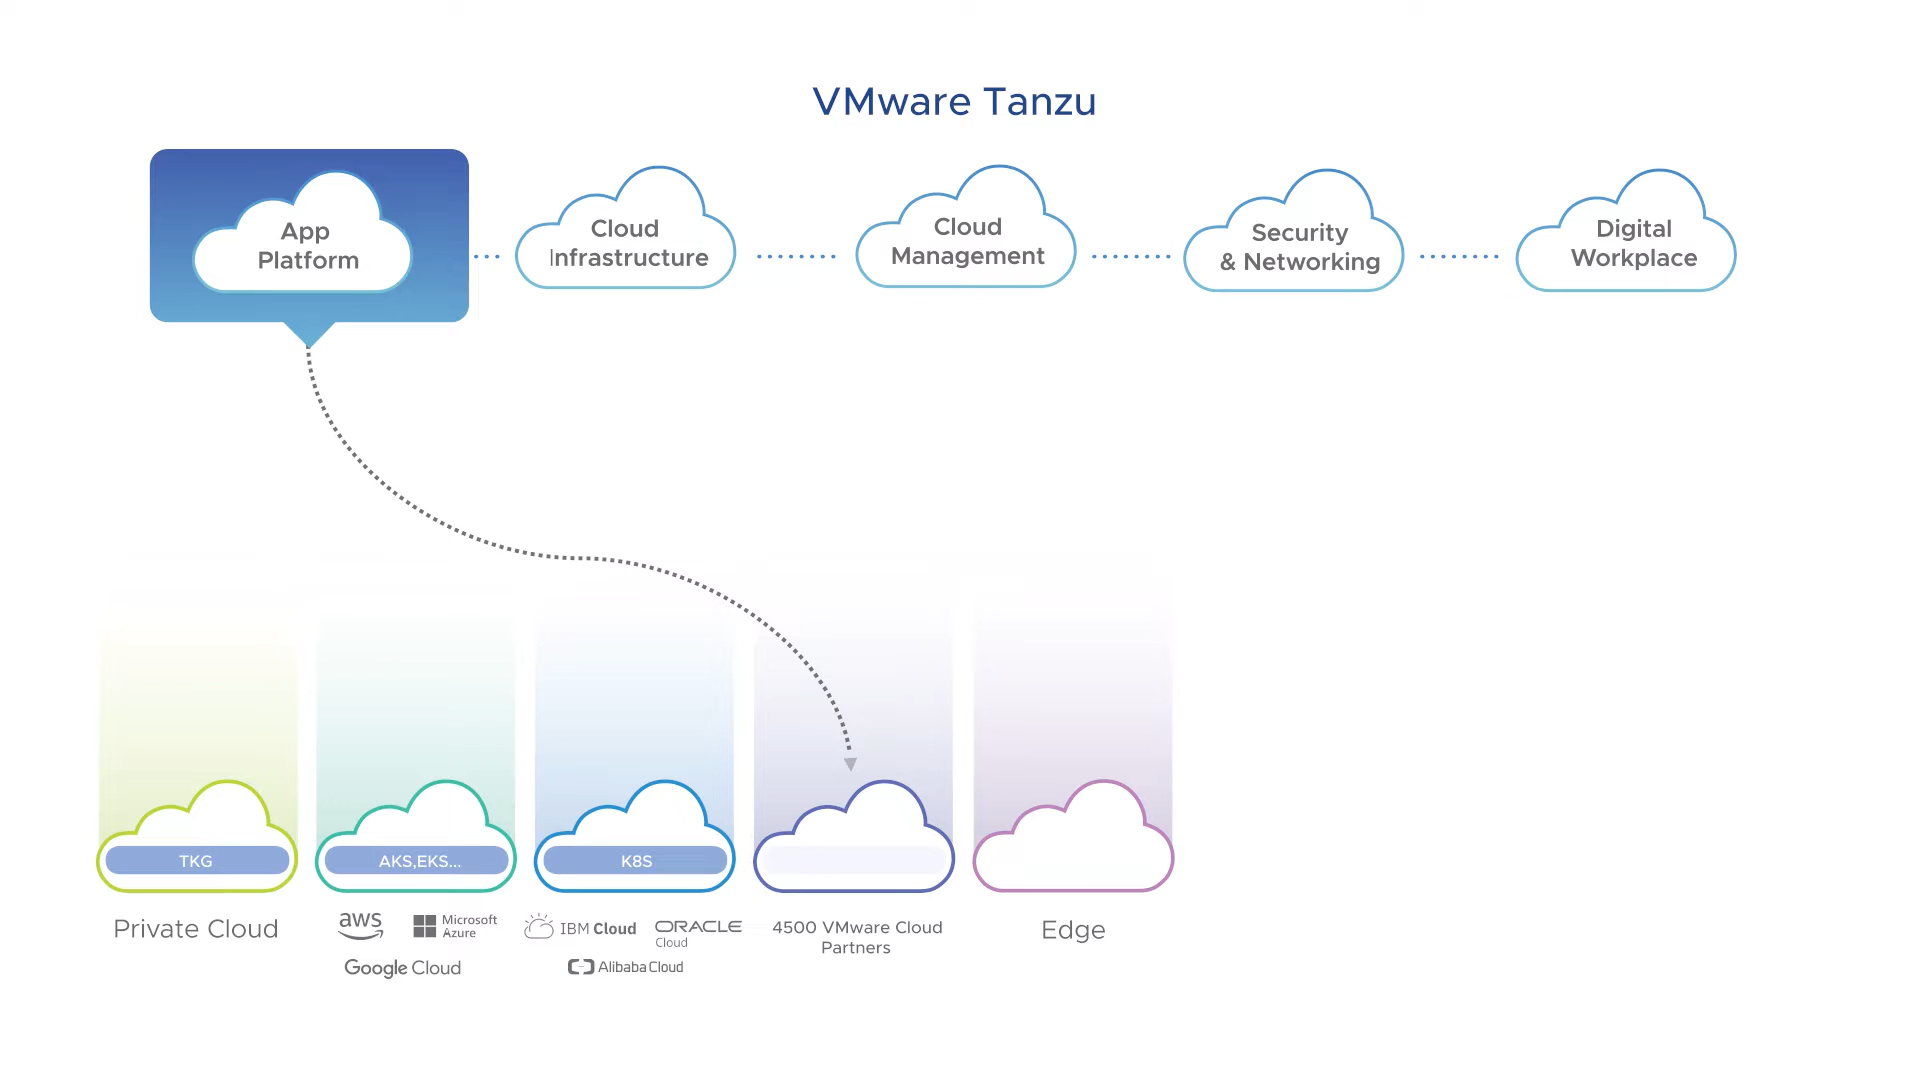 VMware Tanzu
App
Platform
Cloud
Infrastructure
Cloud
Management
Security
& Networking
Digital
Workplace
TKG
AKS,EKS...
K8S
Private Cloud
aws
Microsoft
Azure
Google Cloud
IBM Cloud
ORACLE
Cloud
Alibaba Cloud
4500 VMware Cloud
Partners
Edge